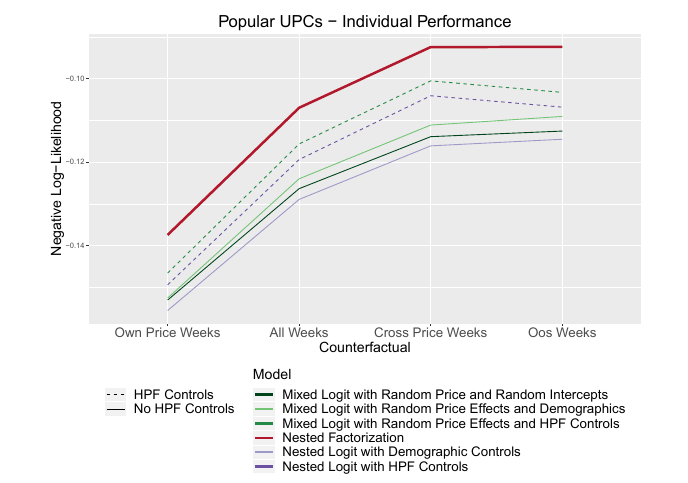 Popular UPCs − Individual Performance
Negative Log−Likelihood
−0.10
−0.12
−0.14
Own Price Weeks
All Weeks
Cross Price Weeks
Oos Weeks
Counterfactual
HPF Controls
No HPF Controls
Model
Mixed Logit with Random Price and Random Intercepts
Mixed Logit with Random Price Effects and Demographics
Mixed Logit with Random Price Effects and HPF Controls
Nested Factorization
Nested Logit with Demographic Controls
Nested Logit with HPF Controls